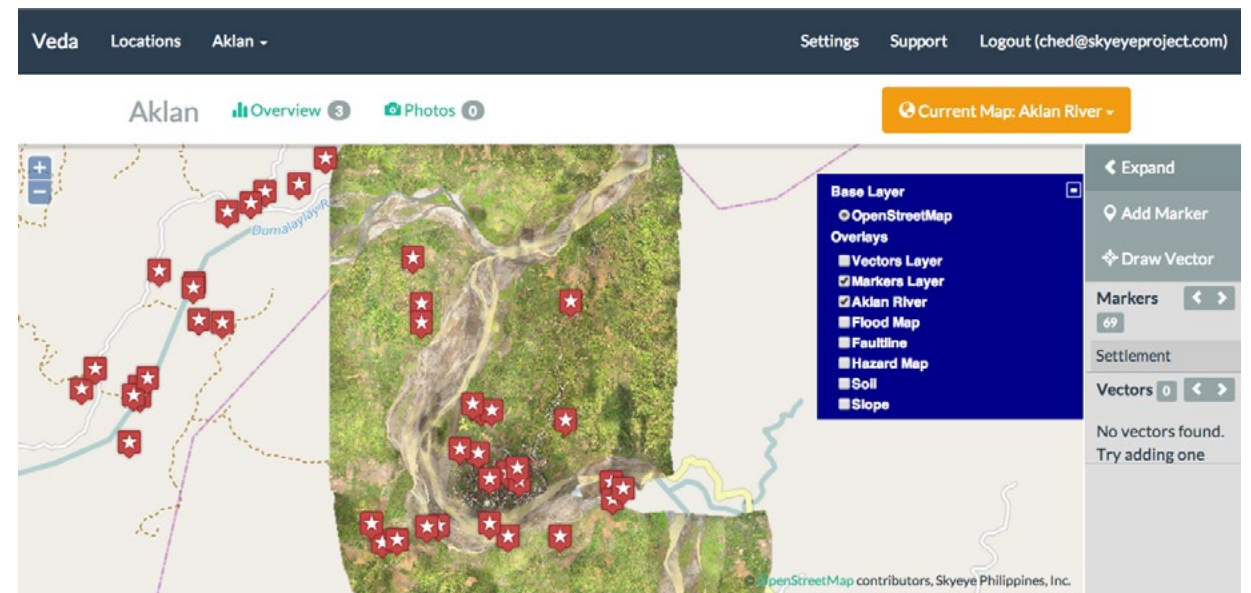 Veda Locations Aklan Settings Support Logout (ched@skyeyeproject.com)
Aklan Overview 3 Photos 0 Current Map: Aklan River
+
-
Dumalaylay R
Base Layer
OpenStreetMap
Overlays
Vectors Layer
Markers Layer
Aklan River
Flood Map
Faultline
Hazard Map
Soil
Slope
Expand
Add Marker
Draw Vector
Markers
69
Settlement
Vectors 0
No vectors found.
Try adding one
© OpenStreetMap contributors, Skyeye Philippines, Inc.